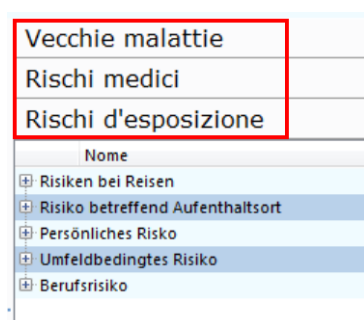 Vecchie malattie
Rischi medici
Rischi d'esposizione
Nome
Risiken bei Reisen
Risiko betreffend Aufenthaltsort
Persönliches Risko
Umfeldbedingtes Risiko
Berufsrisiko